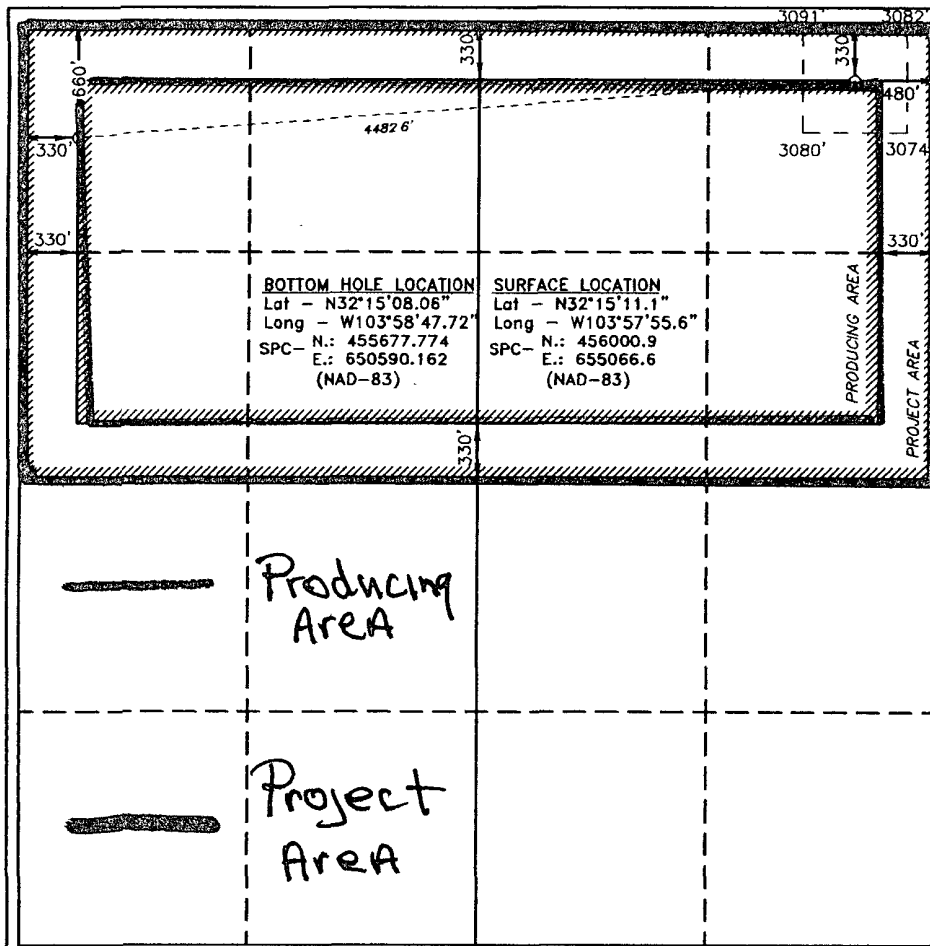 3091' 3082'
330' 330'
660'
480'
4482.6'
330' 3080' 3074
330' 330'
BOTTOM HOLE LOCATION
Lat - N32°15'08.06"
Long - W103°58'47.72"
SPC- N.: 455677.774
E.: 650590.162
(NAD-83)
SURFACE LOCATION
Lat - N32°15'11.1"
Long - W103°57'55.6"
SPC- N.: 456000.9
E.: 655066.6
(NAD-83)
PRODUCING AREA
PROJECT AREA
330'
Producing
AreA
Project
AreA